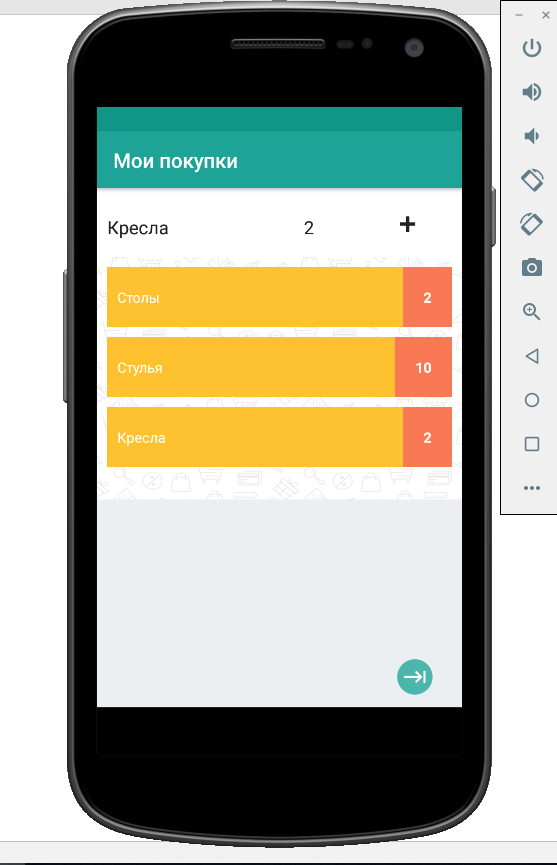 Мои покупки
Кресла 2 +
Столы 2
Стулья 10
Кресла 2